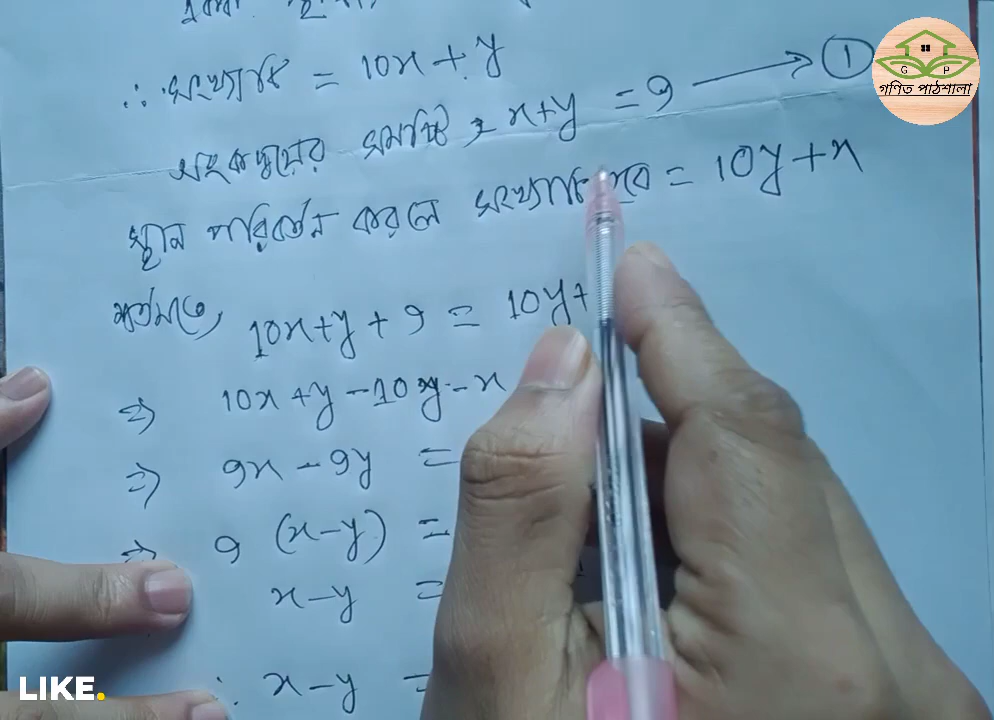 ∴ সংখ্যাটি = 10x + y
অংকদ্বয়ের সমষ্টি, x+y = 9 → ①
স্থান পরিবর্তন করলে সংখ্যাটি হবে = 10y + x
শর্তমতে, 10x+y + 9 = 10y+
⇒ 10x + y - 10y - x
⇒ 9x - 9y =
⇒ 9 (x-y) =
x-y =
∴ x-y =
G P
গণিত পাঠশালা
LIKE.